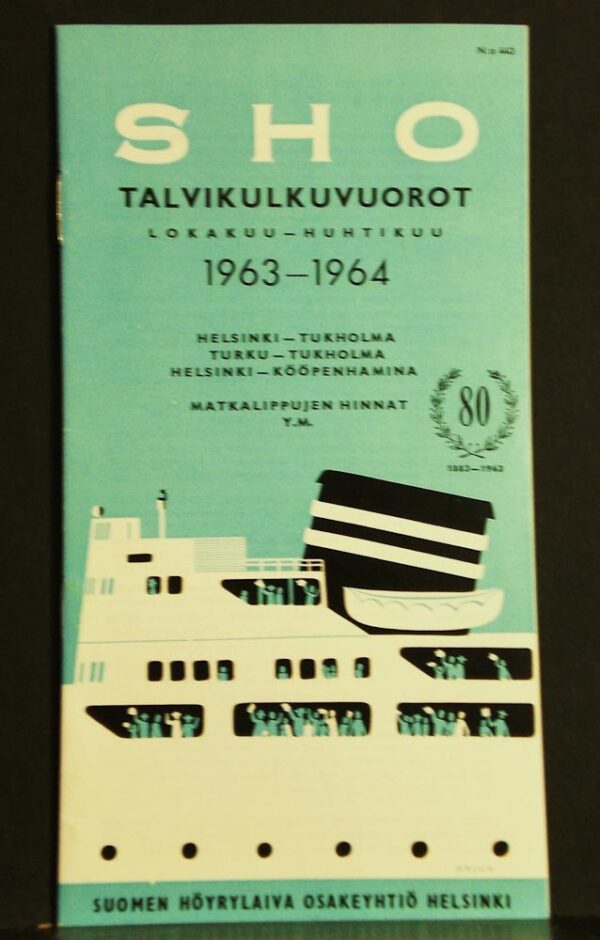 N:o 443
SHO
TALVIKULKUVUOROT
LOKAKUU–HUHTIKUU
1963–1964
HELSINKI–TUKHOLMA
TURKU–TUKHOLMA
HELSINKI–KÖÖPENHAMINA
MATKALIPPUJEN HINNAT
Y.M.
80
1883–1963
SUOMEN HÖYRYLAIVA OSAKEYHTIÖ HELSINKI